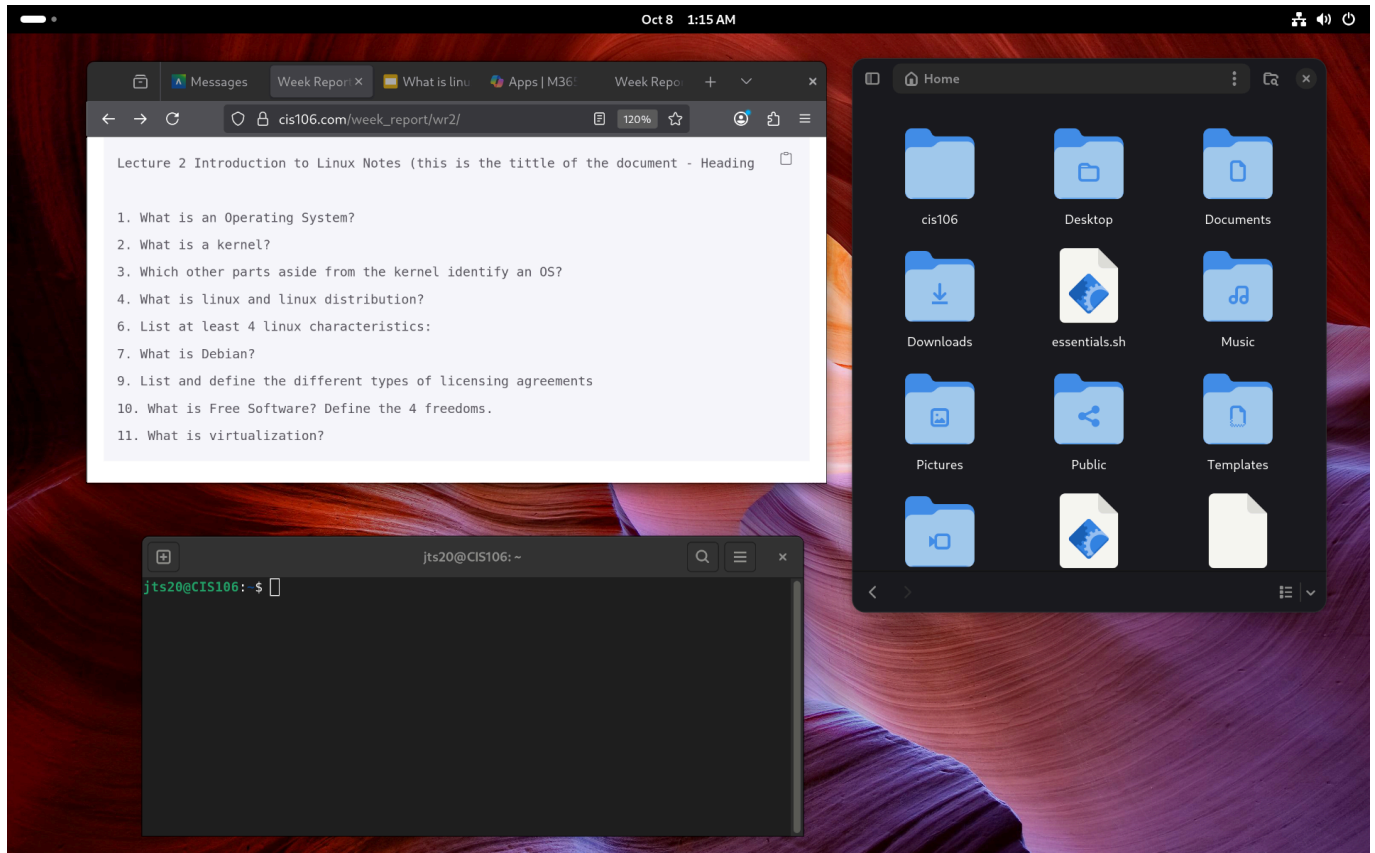 Oct 8 1:15 AM
Messages
Week Report
What is linu
Apps | M365
Week Repo
cis106.com/week_report/wr2/
120%
Lecture 2 Introduction to Linux Notes (this is the tittle of the document - Heading
1. What is an Operating System?
2. What is a kernel?
3. Which other parts aside from the kernel identify an OS?
4. What is linux and linux distribution?
6. List at least 4 linux characteristics:
7. What is Debian?
9. List and define the different types of licensing agreements
10. What is Free Software? Define the 4 freedoms.
11. What is virtualization?
Home
cis106
Desktop
Documents
Downloads
essentials.sh
Music
Pictures
Public
Templates
jts20@CIS106: ~
jts20@CIS106:~$